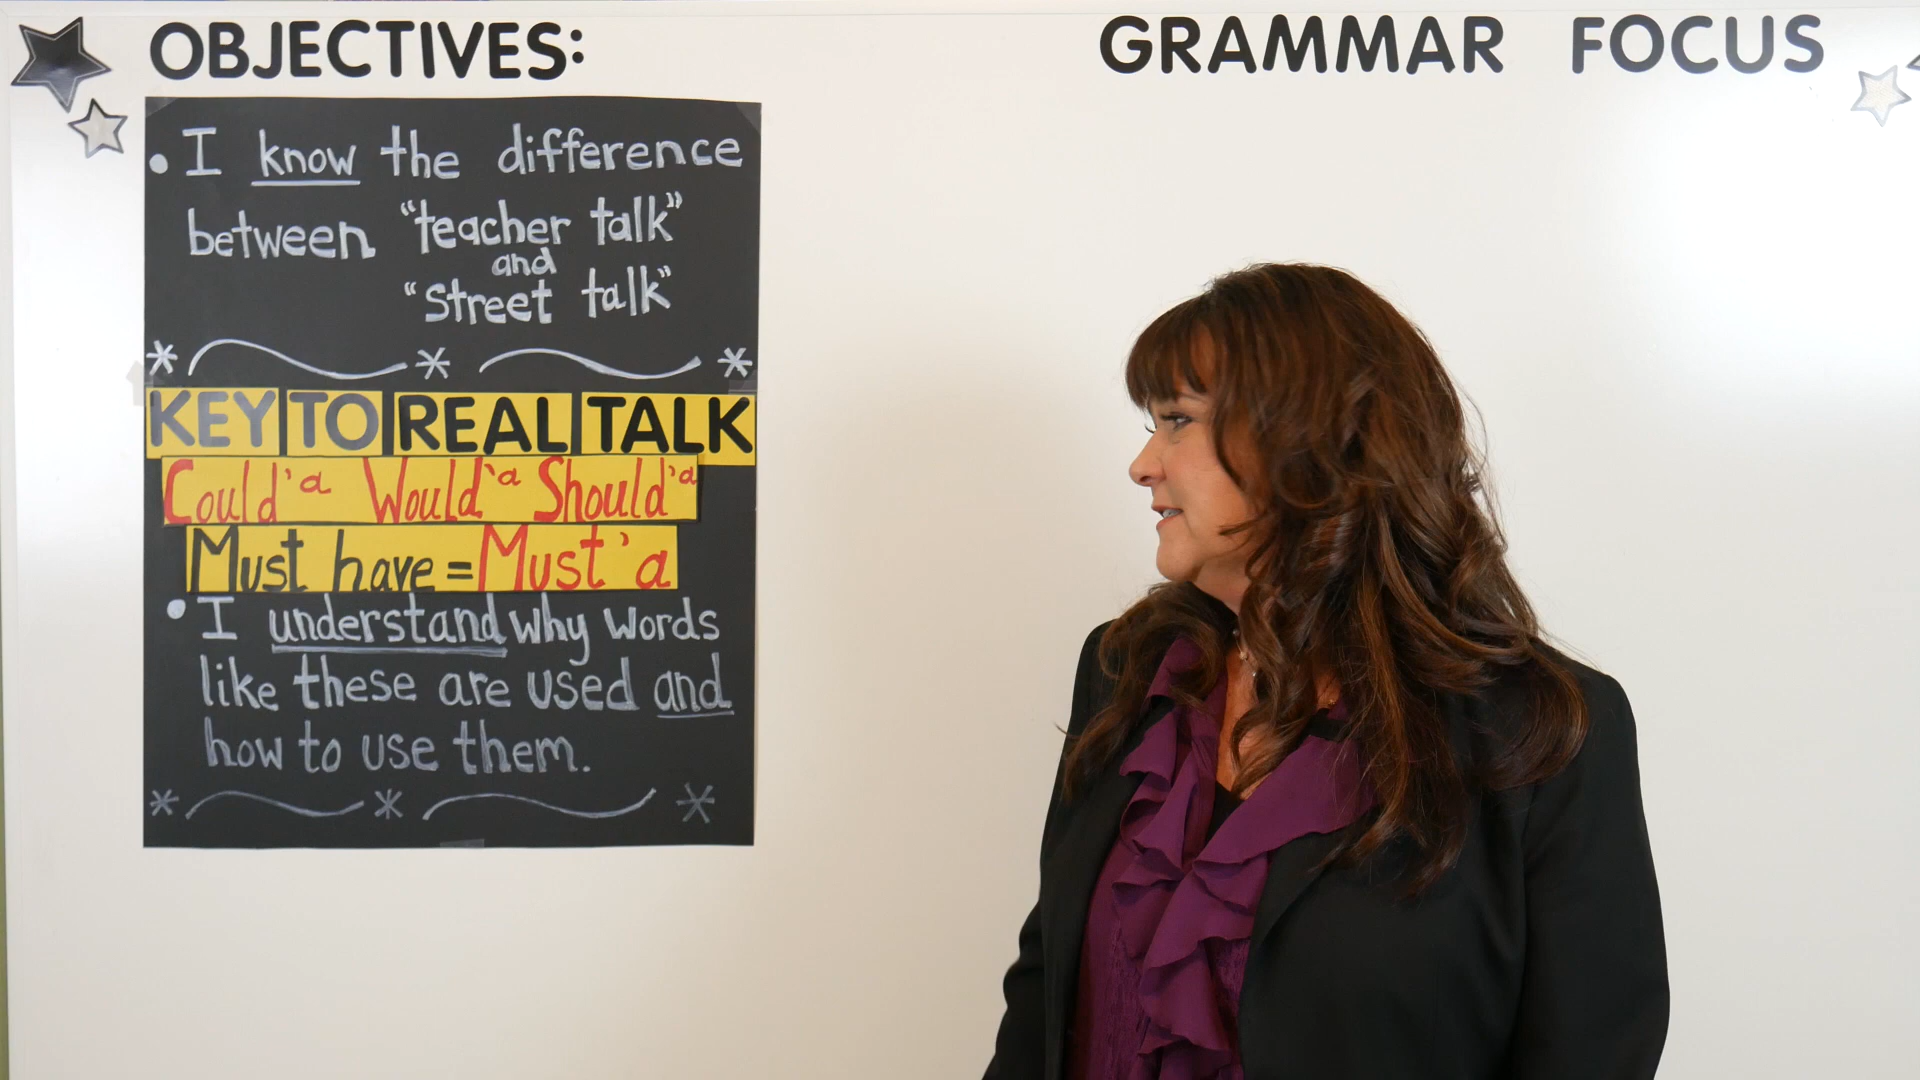 OBJECTIVES:
GRAMMAR FOCUS
• I know the difference
between "teacher talk"
and
"Street talk"
KEY TO REAL TALK
Could'a Would'a Should'a
Must have = Must'a
• I understand why words
like these are used and
how to use them.